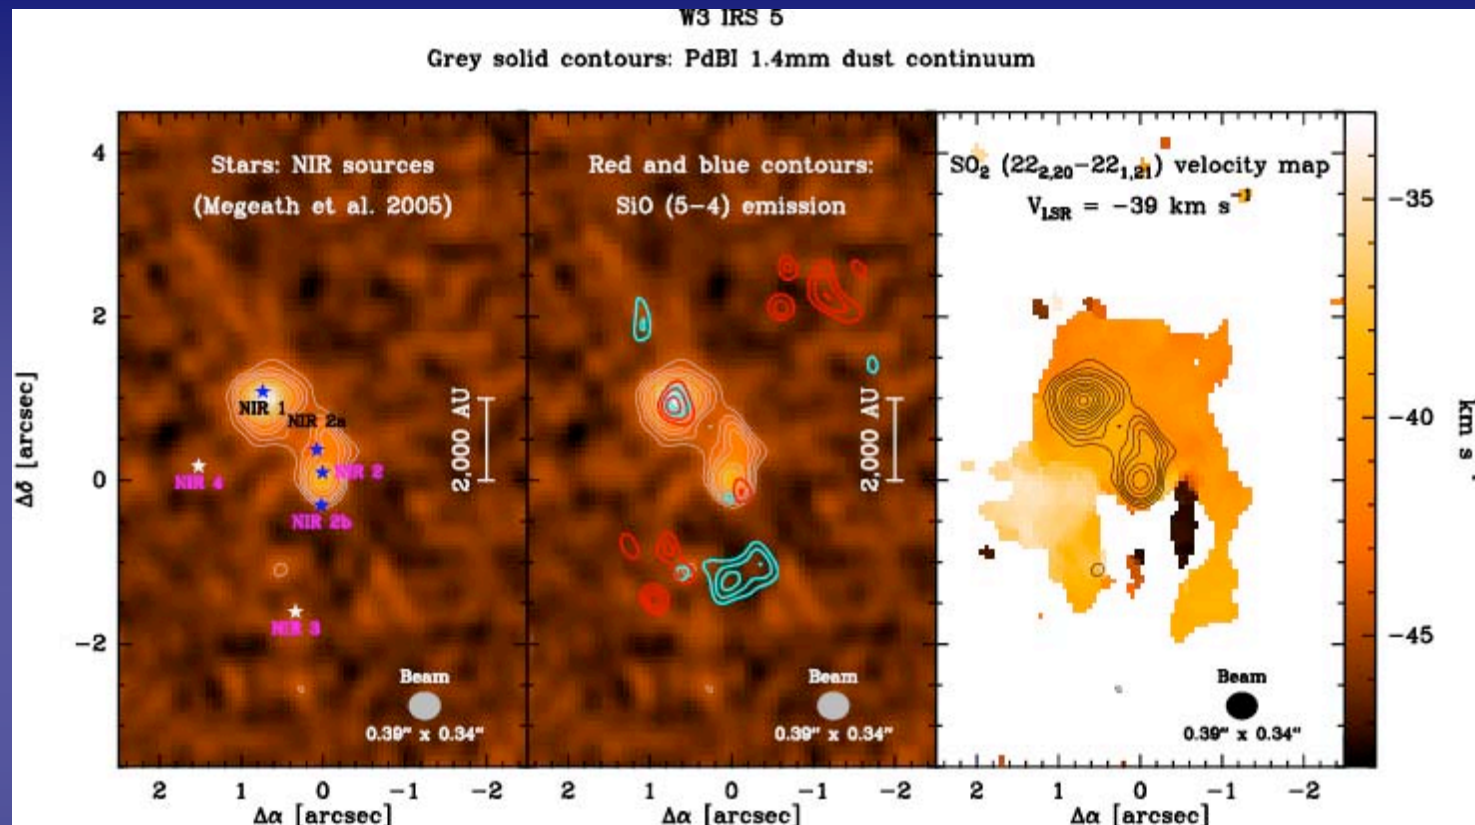 W3 IRS 5
Grey solid contours: PdBI 1.4mm dust continuum
Stars: NIR sources
(Megeath et al. 2005)
NIR 1
NIR 2a
NIR 2
NIR 2b
NIR 4
NIR 3
2,000 AU
Beam
0.39" x 0.34"
Red and blue contours:
SiO (5-4) emission
2,000 AU
Beam
0.39" x 0.34"
SO₂ (22₂,₂₀-22₁,₂₁) velocity map
V_LSR = -39 km s⁻¹
Beam
0.39" x 0.34"
4
2
0
-2
Δδ [arcsec]
2 1 0 -1 -2
2 1 0 -1 -2
2 1 0 -1 -2
Δα [arcsec]
Δα [arcsec]
Δα [arcsec]
-35
-40
-45
km s